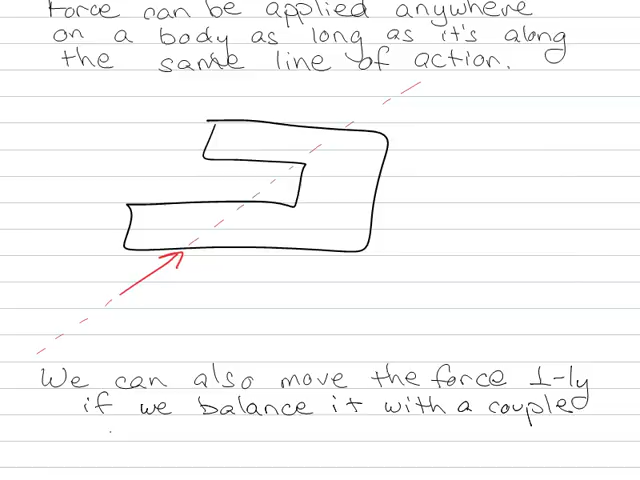 Force can be applied anywhere
on a body as long as it's along
the same line of action.
We can also move the force ⊥-ly
if we balance it with a coupled